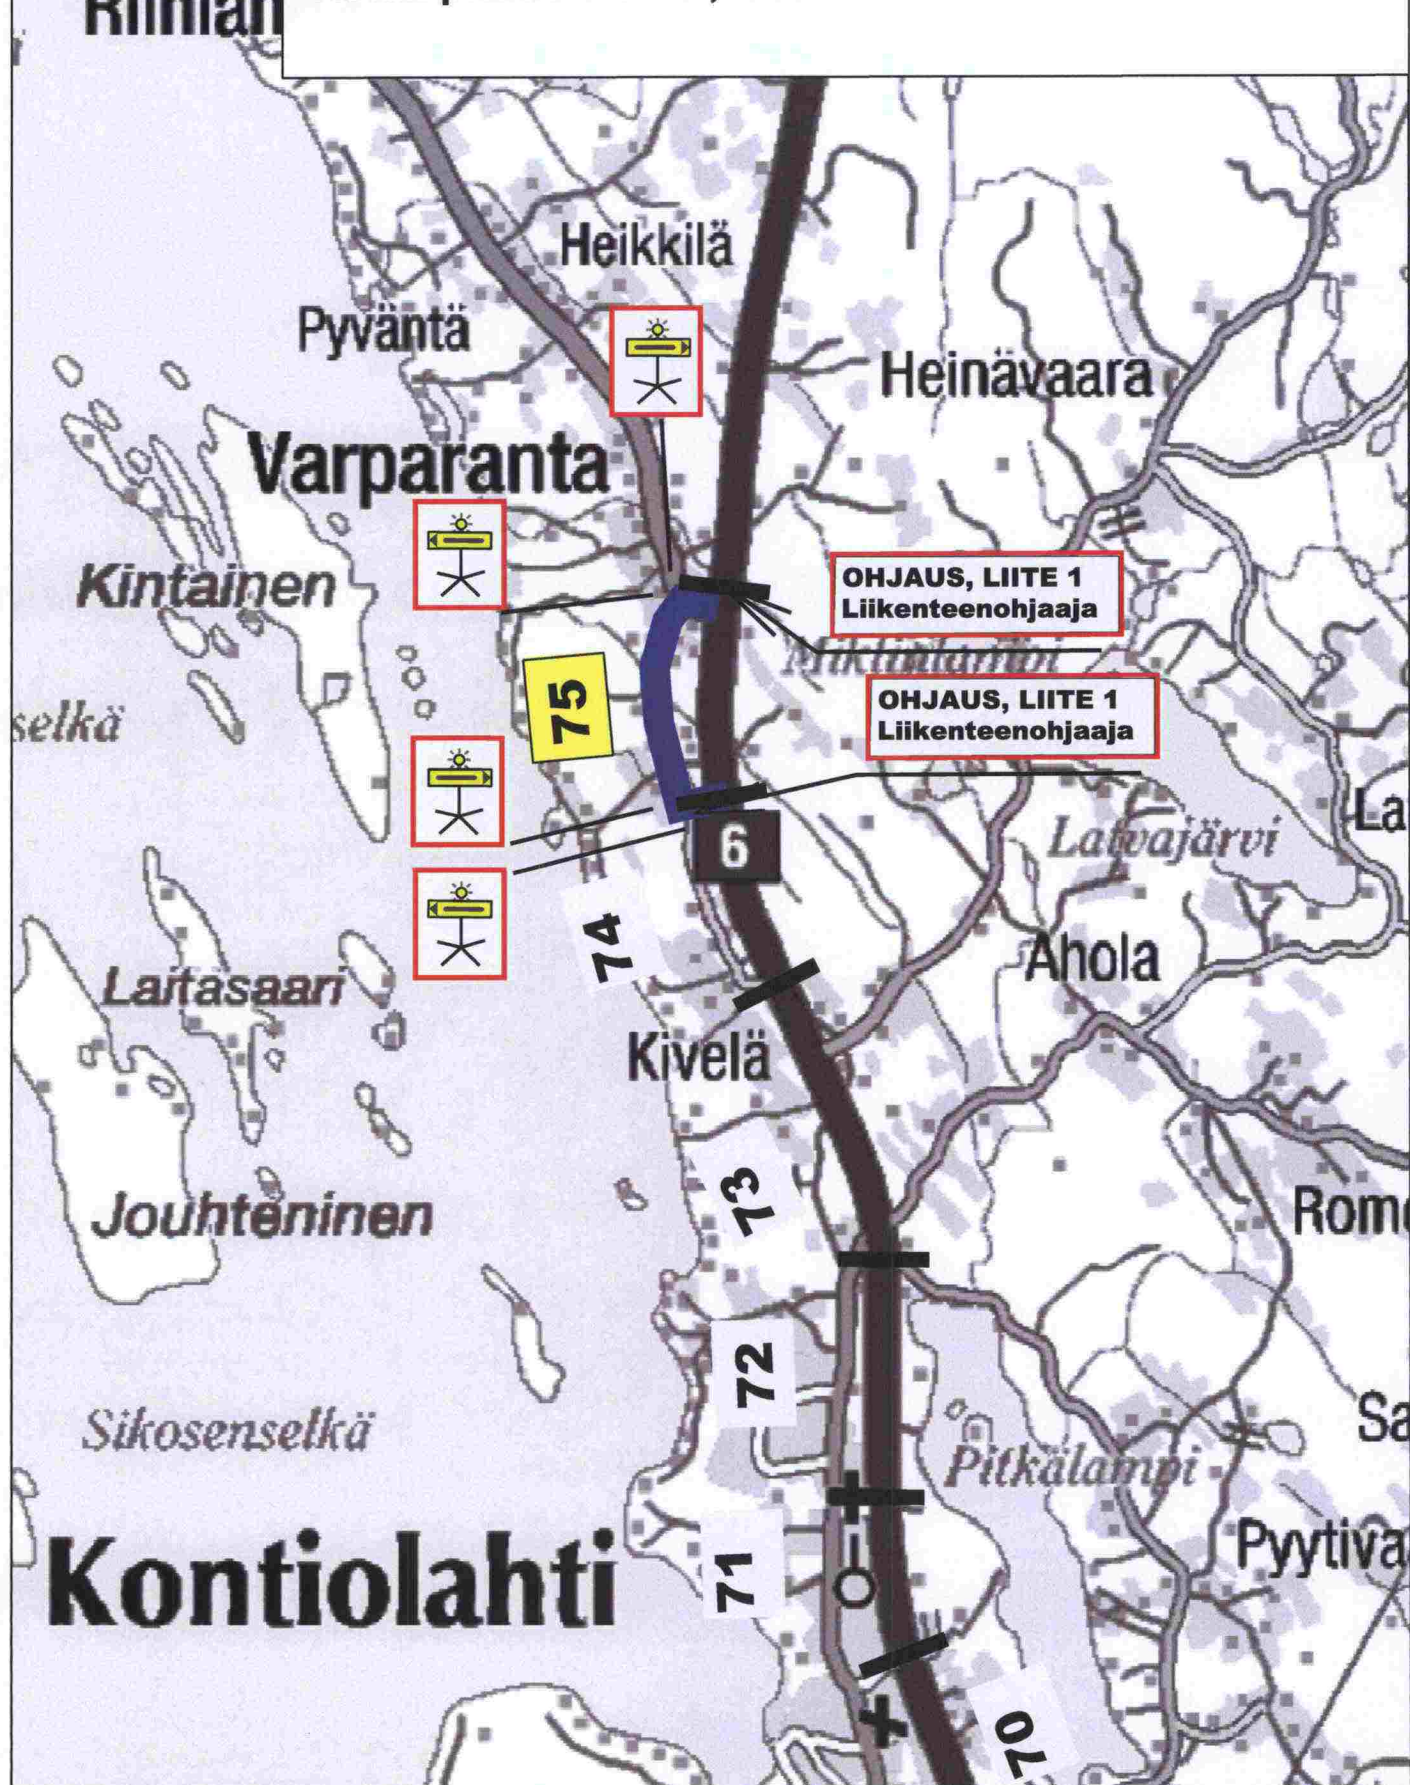 Heikkilä
Pyväntä
Heinävaara
Varparanta
OHJAUS, LIITE 1
Liikenteenohjaaja
Kintainen
75
OHJAUS, LIITE 1
Liikenteenohjaaja
selkä
La
6
Latvajärvi
74
Ahola
Laitasaari
Kivelä
73
Jouhteninen
Rom
72
Sikosenselkä
Sa
Pitkälampi
Kontiolahti
71
Pyytiva
70